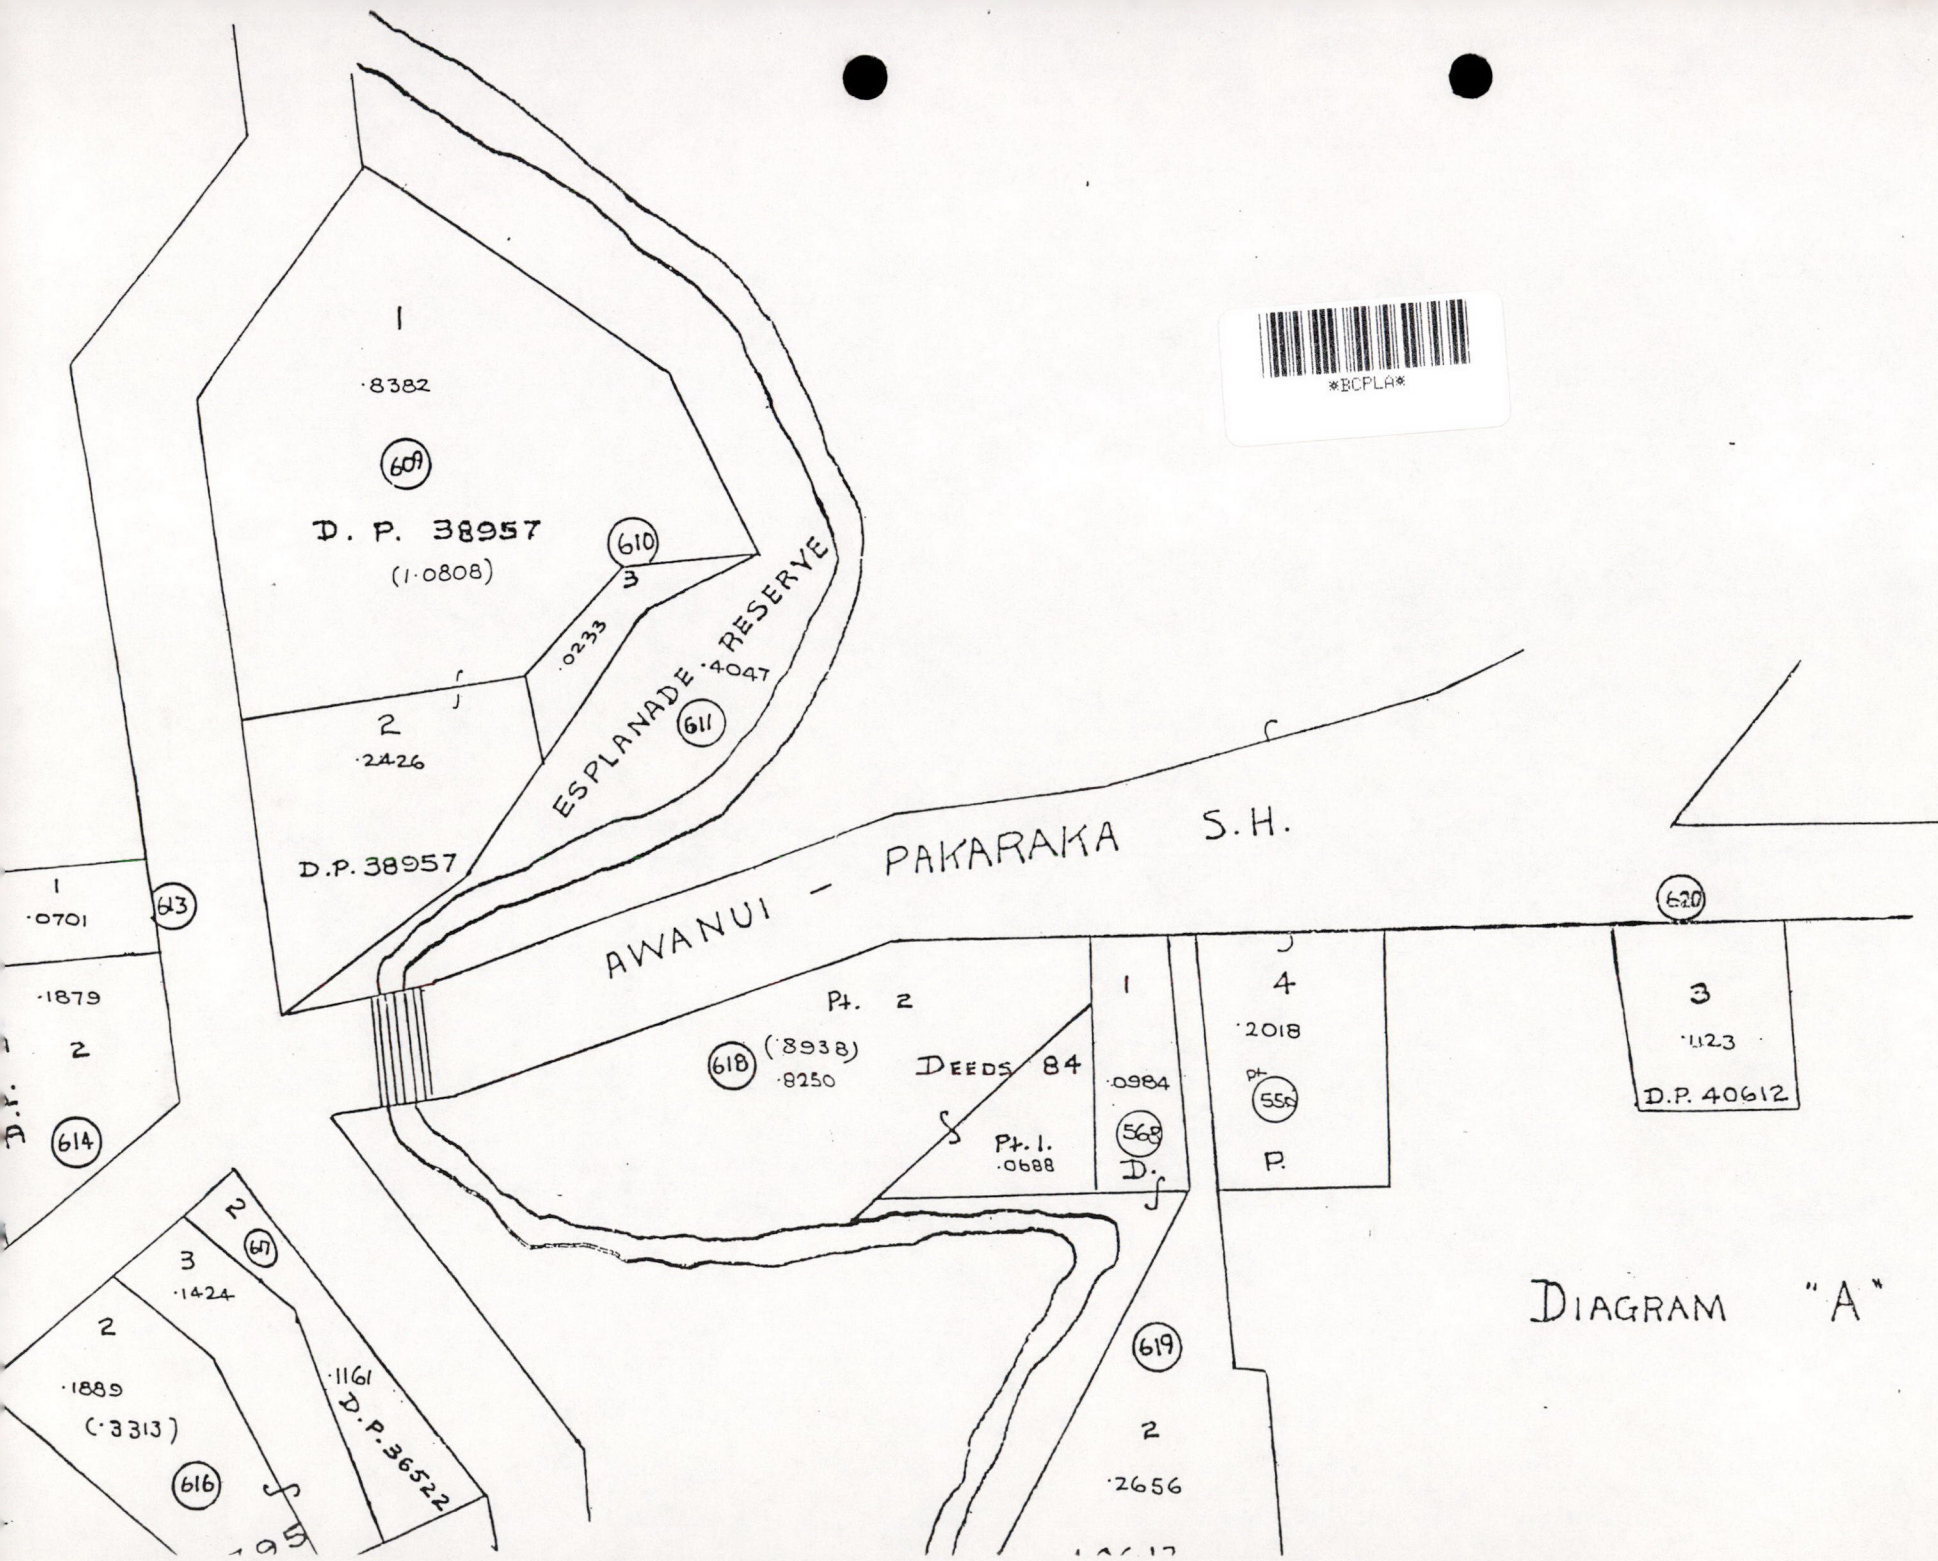 1
·8382
609
D. P. 38957
(1·0808)
610
3
·0233
ESPLANADE RESERVE
·4047
611
2
·2426
D.P. 38957
*BCPLA*
AWANUI - PAKARAKA S.H.
1
·0701
613
·1879
2
D.P.
614
620
Pt. 2
618
(·8938)
·8250
DEEDS 84
Pt. 1.
·0688
1
·0984
568
D.
4
·2018
Pt
P.
3
·1123
D.P. 40612
2
617
3
·1424
2
·1889
(·3313)
616
·1161
D.P. 36522
95
619
2
·2656
DIAGRAM "A"